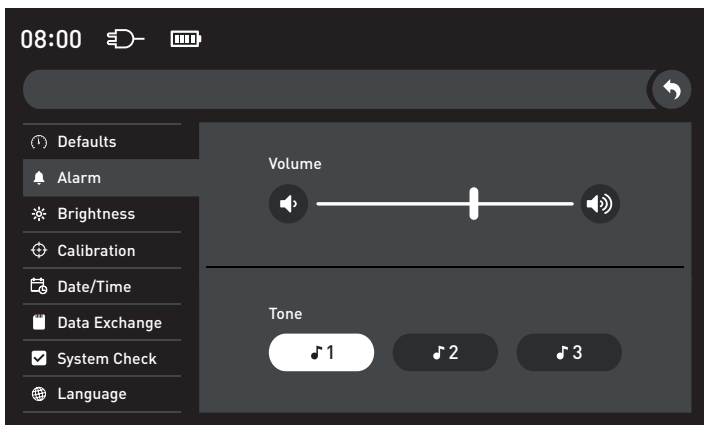 08:00
Defaults
Alarm
Brightness
Calibration
Date/Time
Data Exchange
System Check
Language
Volume
Tone
1
2
3